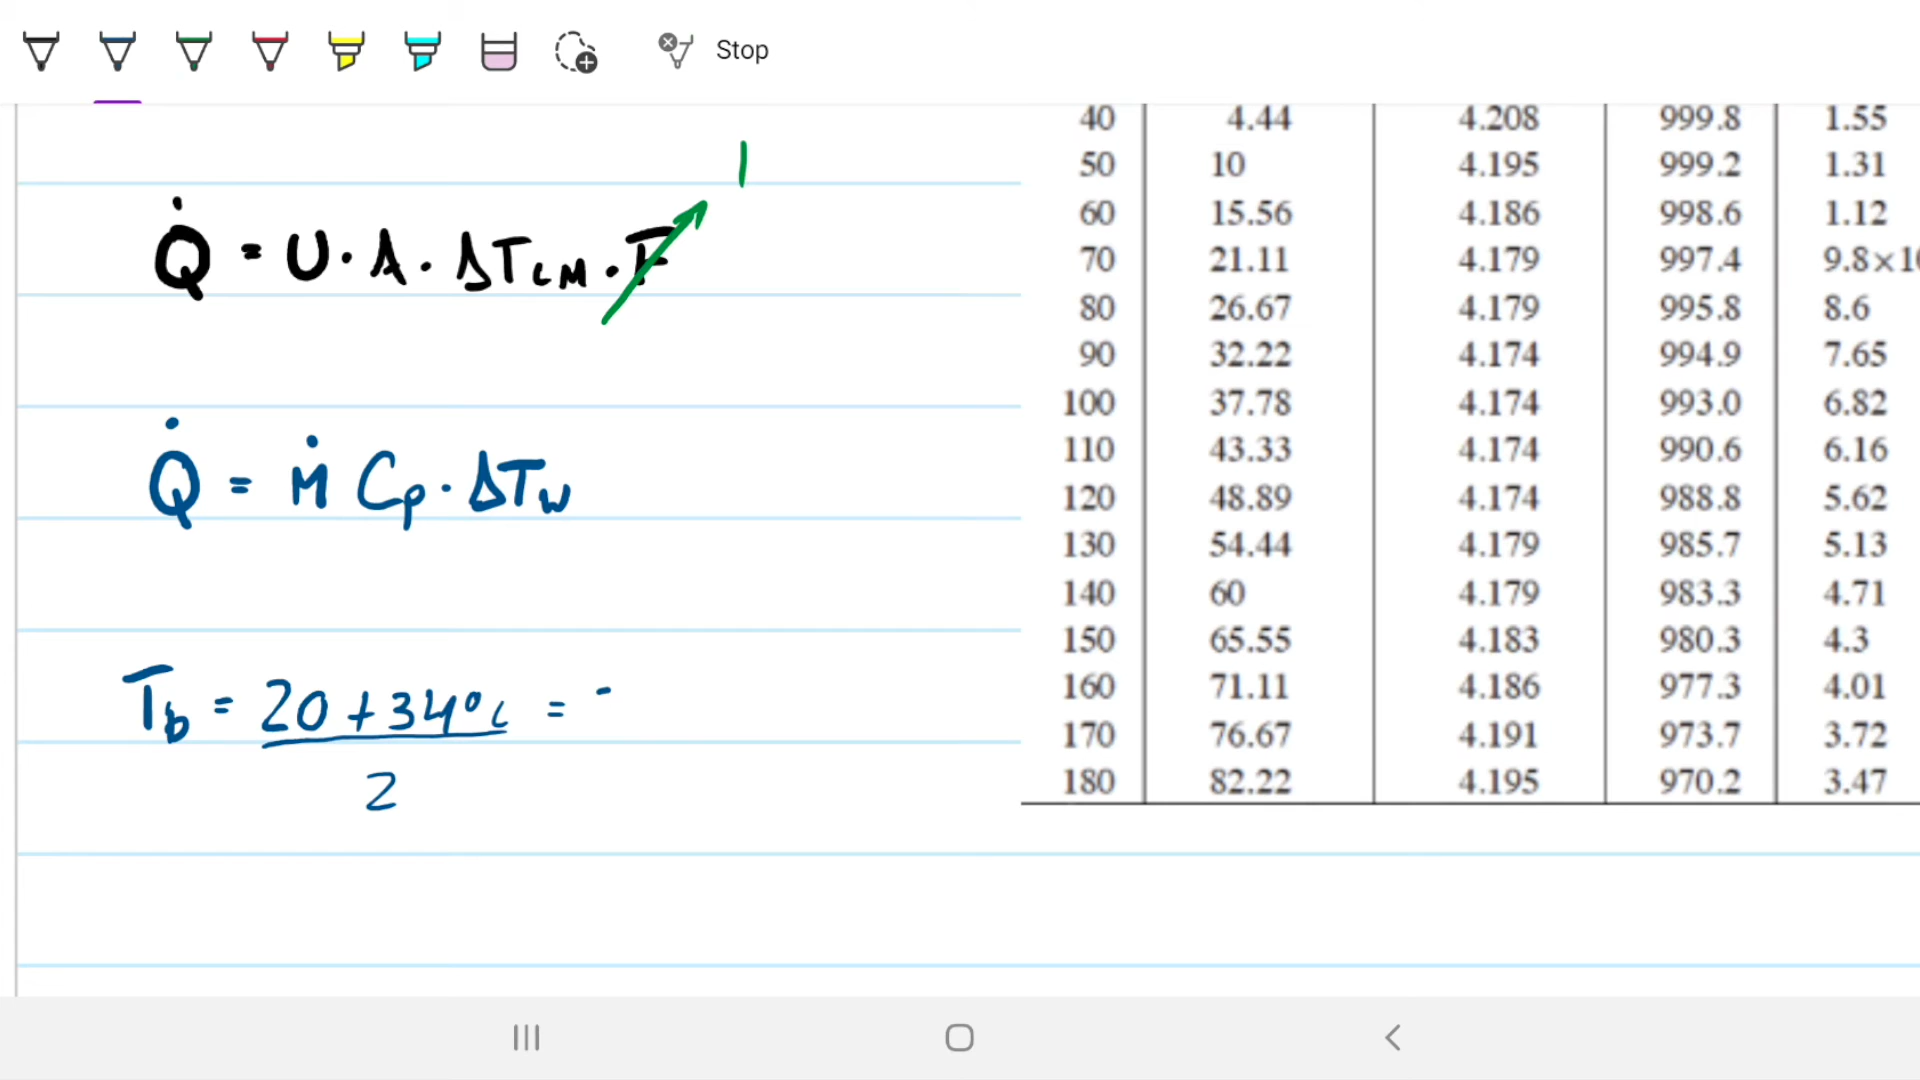 Stop
Q̇ = U · A · ΔT_LM · F 1
Q̇ = ṁ Cp · ΔTw
T_b = 20 + 34°C =
2
40 4.44 4.208 999.8 1.55
50 10 4.195 999.2 1.31
60 15.56 4.186 998.6 1.12
70 21.11 4.179 997.4 9.8×10
80 26.67 4.179 995.8 8.6
90 32.22 4.174 994.9 7.65
100 37.78 4.174 993.0 6.82
110 43.33 4.174 990.6 6.16
120 48.89 4.174 988.8 5.62
130 54.44 4.179 985.7 5.13
140 60 4.179 983.3 4.71
150 65.55 4.183 980.3 4.3
160 71.11 4.186 977.3 4.01
170 76.67 4.191 973.7 3.72
180 82.22 4.195 970.2 3.47